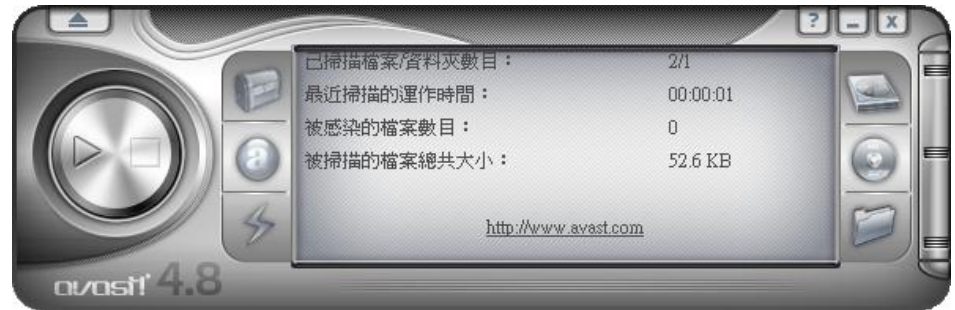 ? _ x
已掃描檔案/資料夾數目： 2/1
最近掃描的運作時間： 00:00:01
被感染的檔案數目： 0
被掃描的檔案總共大小： 52.6 KB
http://www.avast.com
a
avast! 4.8